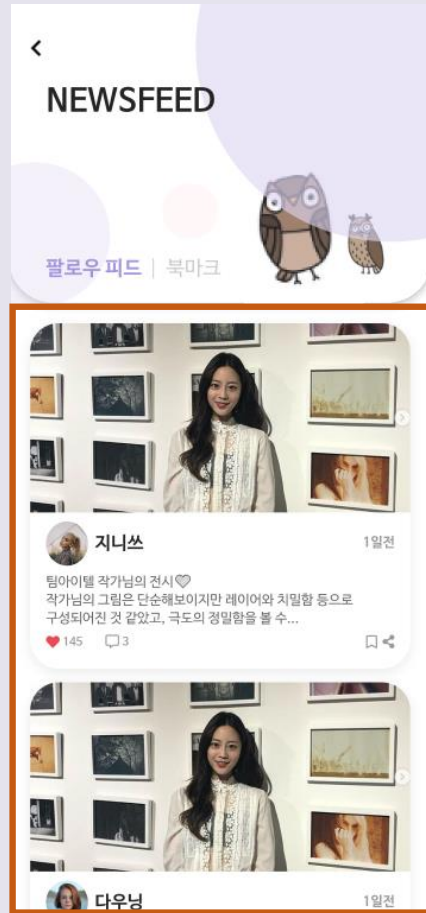 NEWSFEED
팔로우 피드 | 북마크
지니쓰
1일전
팀아이텔 작가님의 전시♡
작가님의 그림은 단순해보이지만 레이어와 치밀함 등으로
구성되어진 것 같았고, 극도의 정밀함을 볼 수...
145 3
다우닝
1일전